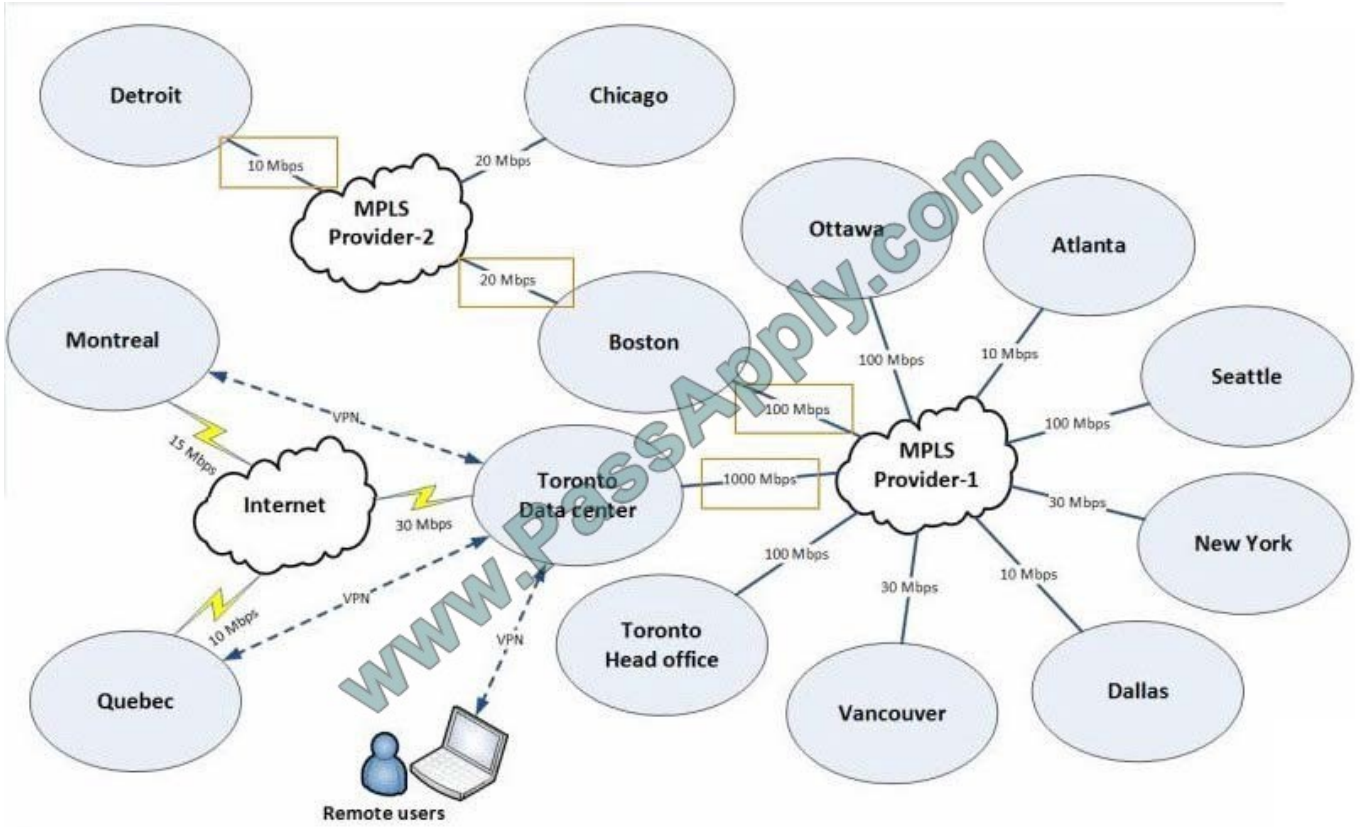 Detroit
Chicago
10 Mbps
20 Mbps
MPLS
Provider-2
20 Mbps
Ottawa
Atlanta
Montreal
Boston
100 Mbps
10 Mbps
Seattle
VPN
100 Mbps
100 Mbps
15 Mbps
MPLS
Provider-1
Internet
Toronto
Data center
1000 Mbps
30 Mbps
30 Mbps
New York
100 Mbps
10 Mbps
30 Mbps
VPN
10 Mbps
VPN
Toronto
Head office
Quebec
Vancouver
Dallas
Remote users
www.PassApply.com